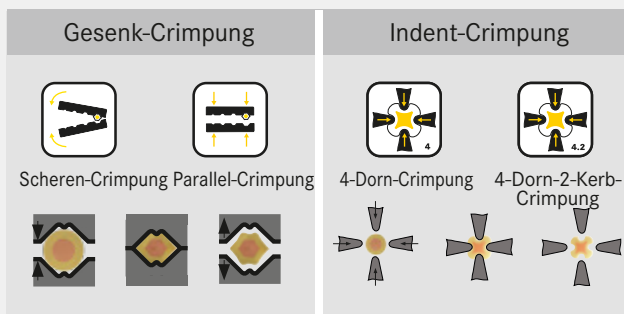 Gesenk-Crimpung
Indent-Crimpung
4
4.2
Scheren-Crimpung
Parallel-Crimpung
4-Dorn-Crimpung
4-Dorn-2-Kerb-
Crimpung